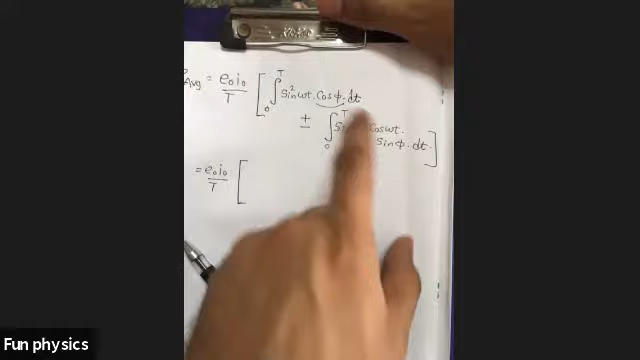 Avg = e₀i₀/T [ ∫₀ᵀ sin²ωt. cosφ. dt
± ∫₀ᵀ cosωt.
sinφ. dt. ]
= e₀i₀/T [
Fun physics